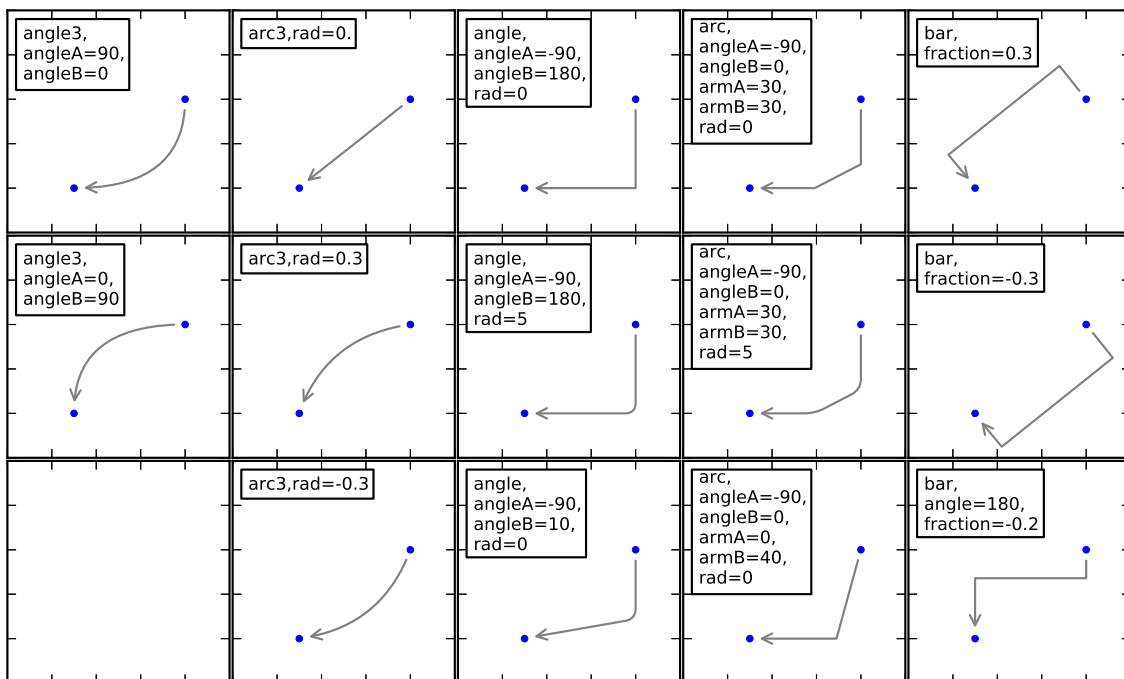 angle3,
angleA=90,
angleB=0
arc3,rad=0.
angle,
angleA=-90,
angleB=180,
rad=0
arc,
angleA=-90,
angleB=0,
armA=30,
armB=30,
rad=0
bar,
fraction=0.3
angle3,
angleA=0,
angleB=90
arc3,rad=0.3
angle,
angleA=-90,
angleB=180,
rad=5
arc,
angleA=-90,
angleB=0,
armA=30,
armB=30,
rad=5
bar,
fraction=-0.3
arc3,rad=-0.3
angle,
angleA=-90,
angleB=10,
rad=0
arc,
angleA=-90,
angleB=0,
armA=0,
armB=40,
rad=0
bar,
angle=180,
fraction=-0.2